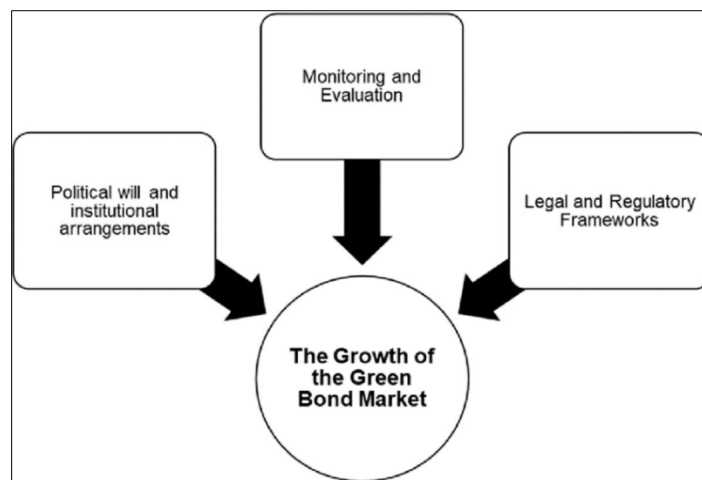 Monitoring and
Evaluation
Political will and
institutional
arrangements
Legal and Regulatory
Frameworks
The Growth of
the Green
Bond Market